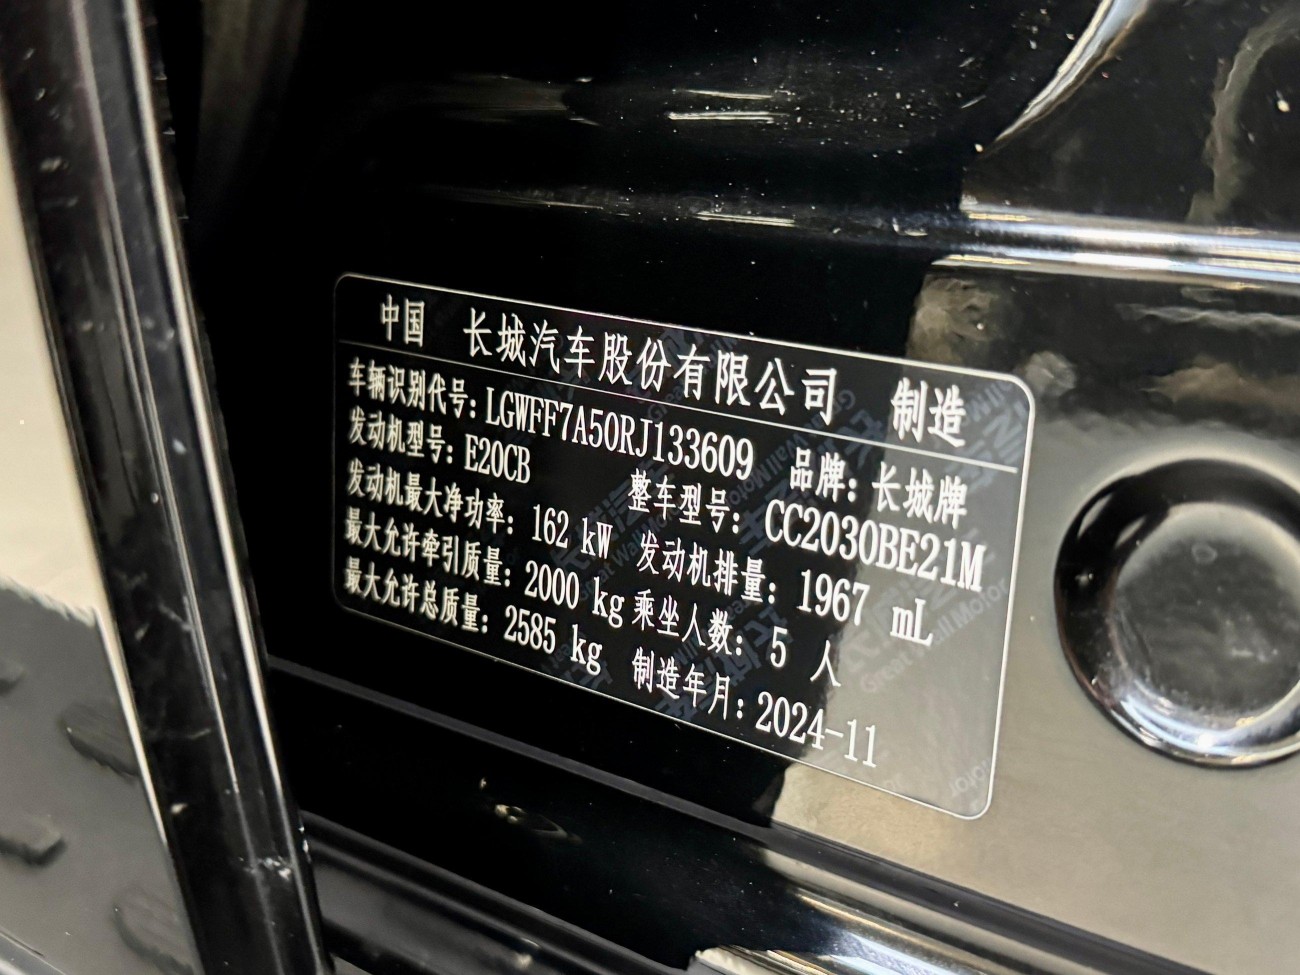 中国 长城汽车股份有限公司 制造
车辆识别代号: LGWFF7A50RJ133609 品牌: 长城牌
发动机型号: E20CB 整车型号: CC2030BE21M
发动机最大净功率: 162 kW 发动机排量: 1967 mL
最大允许牵引质量: 2000 kg 乘坐人数: 5 人
最大允许总质量: 2585 kg 制造年月: 2024-11